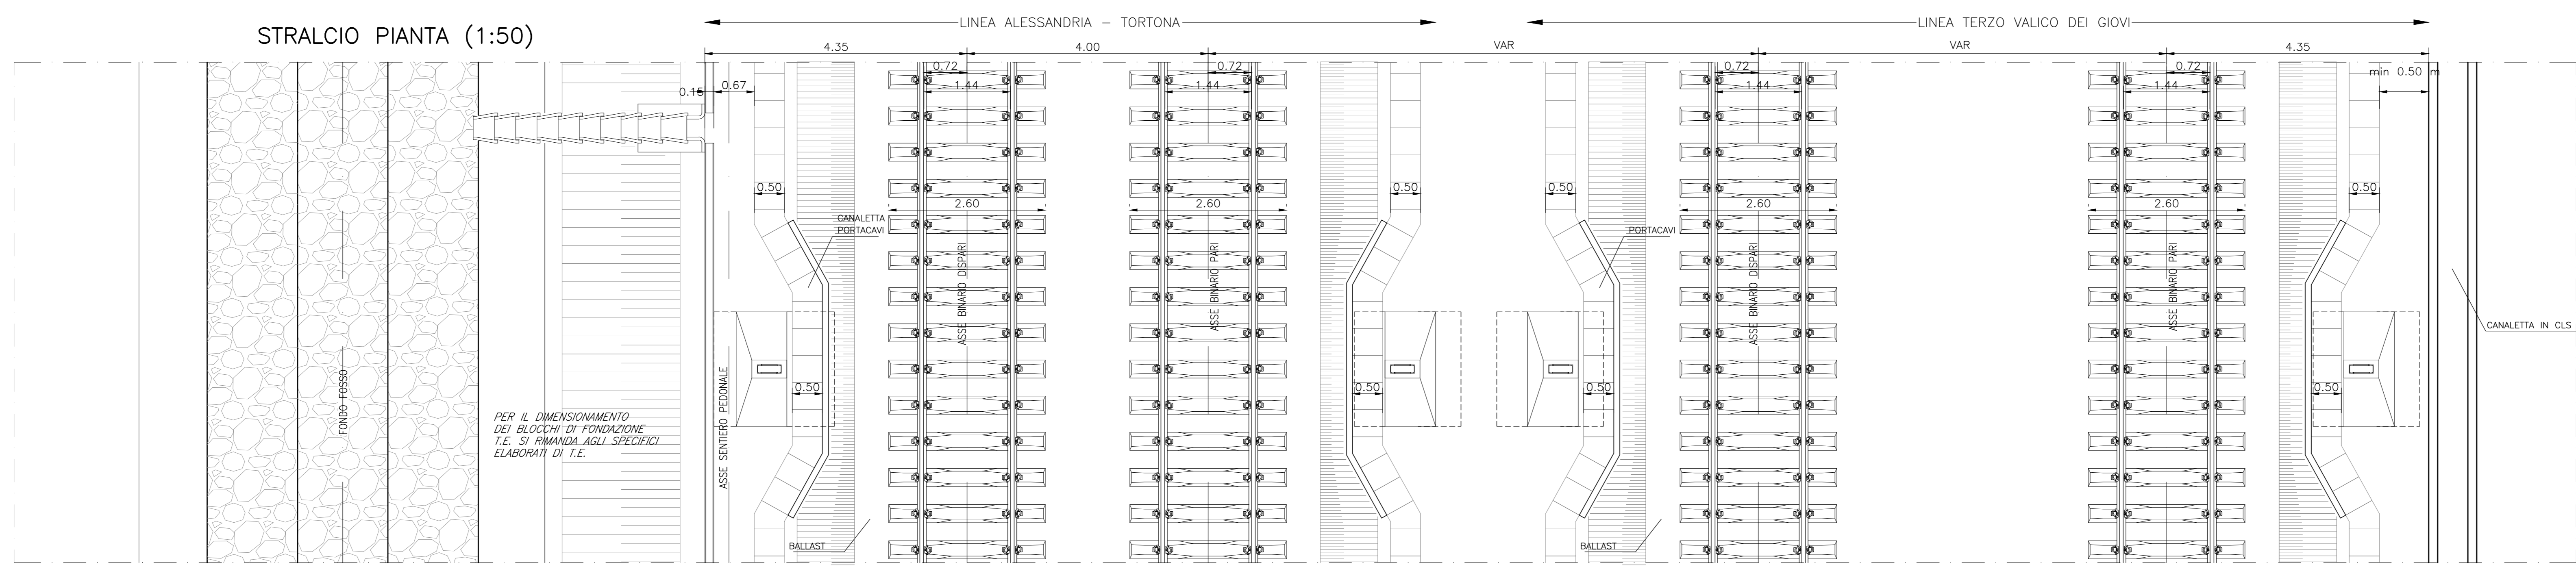 STRALCIO PIANTA (1:50)
LINEA ALESSANDRIA – TORTONA
LINEA TERZO VALICO DEI GIOVI
4.35
4.00
VAR
VAR
4.35
0.15
0.67
0.72
1.44
0.72
1.44
0.72
1.44
0.72
1.44
min 0.50 m
0.50
0.50
0.50
0.50
2.60
2.60
2.60
2.60
CANALETTA
PORTACAVI
PORTACAVI
ASSE BINARIO DISPARI
ASSE BINARIO PARI
ASSE BINARIO DISPARI
ASSE BINARIO PARI
CANALETTA IN CLS
FONDO FOSSO
ASSE SENTIERO PEDONALE
0.50
0.50
0.50
0.50
PER IL DIMENSIONAMENTO
DEI BLOCCHI DI FONDAZIONE
T.E. SI RIMANDA AGLI SPECIFICI
ELABORATI DI T.E.
BALLAST
BALLAST